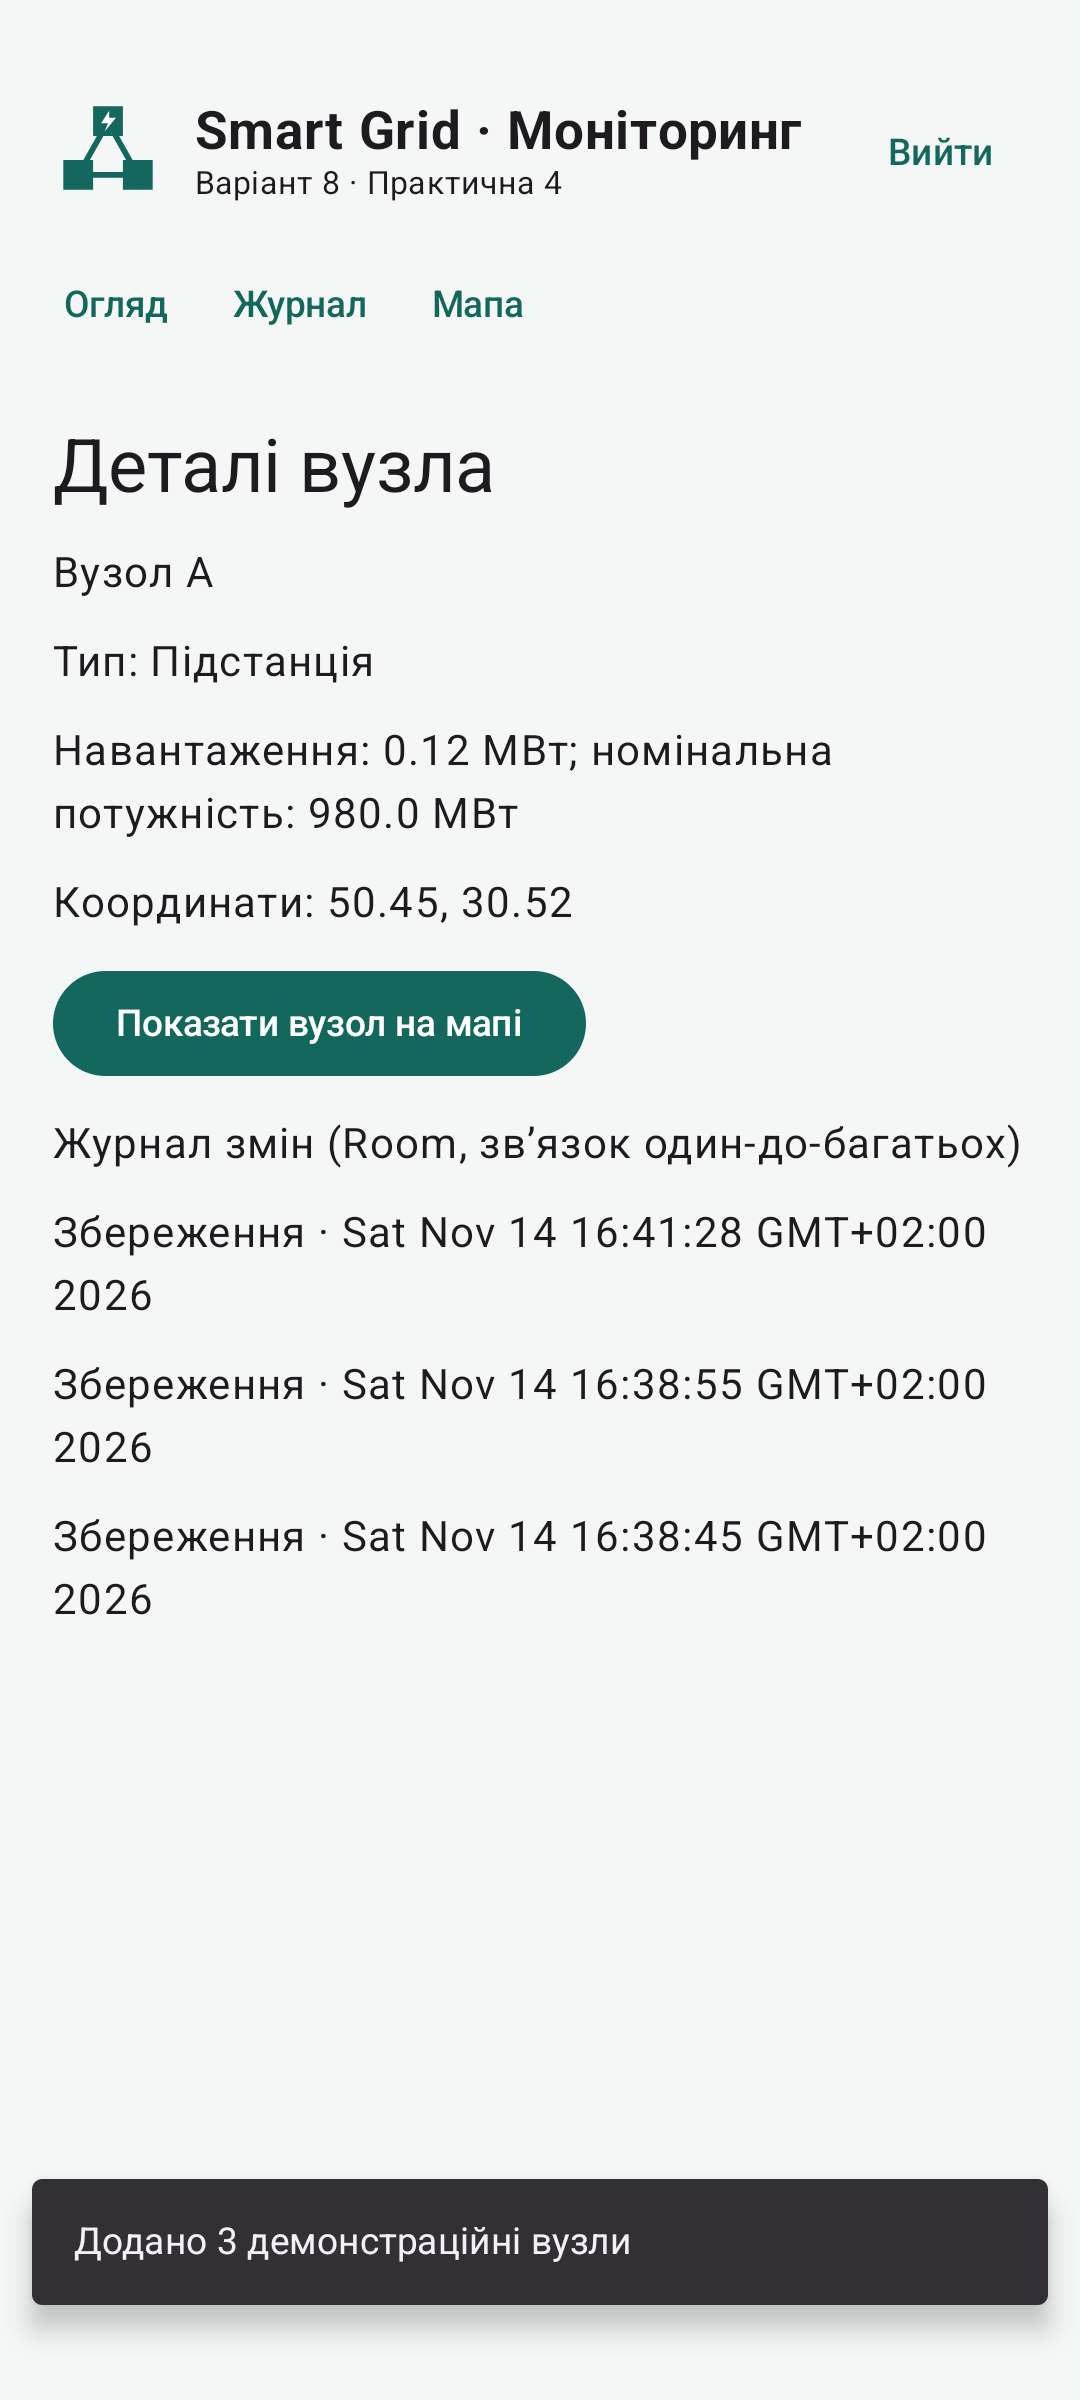 Smart Grid · Моніторинг
Варіант 8 · Практична 4
Вийти
Огляд
Журнал
Мапа
Деталі вузла
Вузол А
Тип: Підстанція
Навантаження: 0.12 МВт; номінальна
потужність: 980.0 МВт
Координати: 50.45, 30.52
Показати вузол на мапі
Журнал змін (Room, зв’язок один-до-багатьох)
Збереження · Sat Nov 14 16:41:28 GMT+02:00
2026
Збереження · Sat Nov 14 16:38:55 GMT+02:00
2026
Збереження · Sat Nov 14 16:38:45 GMT+02:00
2026
Додано 3 демонстраційні вузли